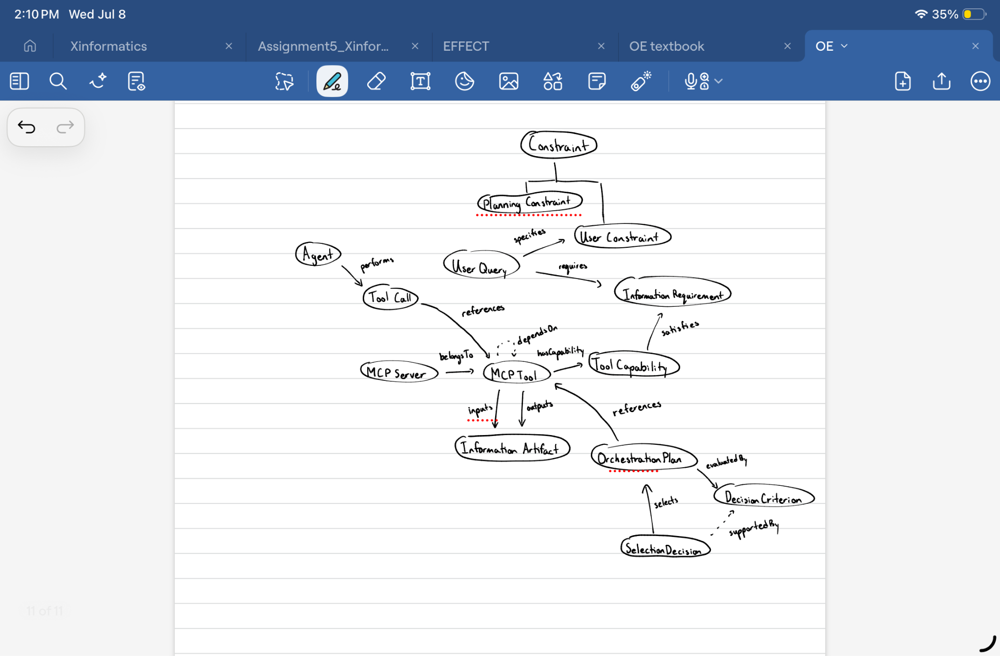 2:10 PM Wed Jul 8
35%
Xinformatics
Assignment5_Xinfor...
EFFECT
OE textbook
OE
Constraint
Planning Constraint
specifies
User Constraint
Agent
performs
User Query
requires
Information Requirement
Tool Call
references
satisfies
dependsOn
belongsTo
hasCapability
MCP Server
MCP Tool
Tool Capability
inputs
outputs
references
Information Artifact
Orchestration Plan
evaluatedBy
Decision Criterion
selects
supportedBy
Selection Decision
11 of 11